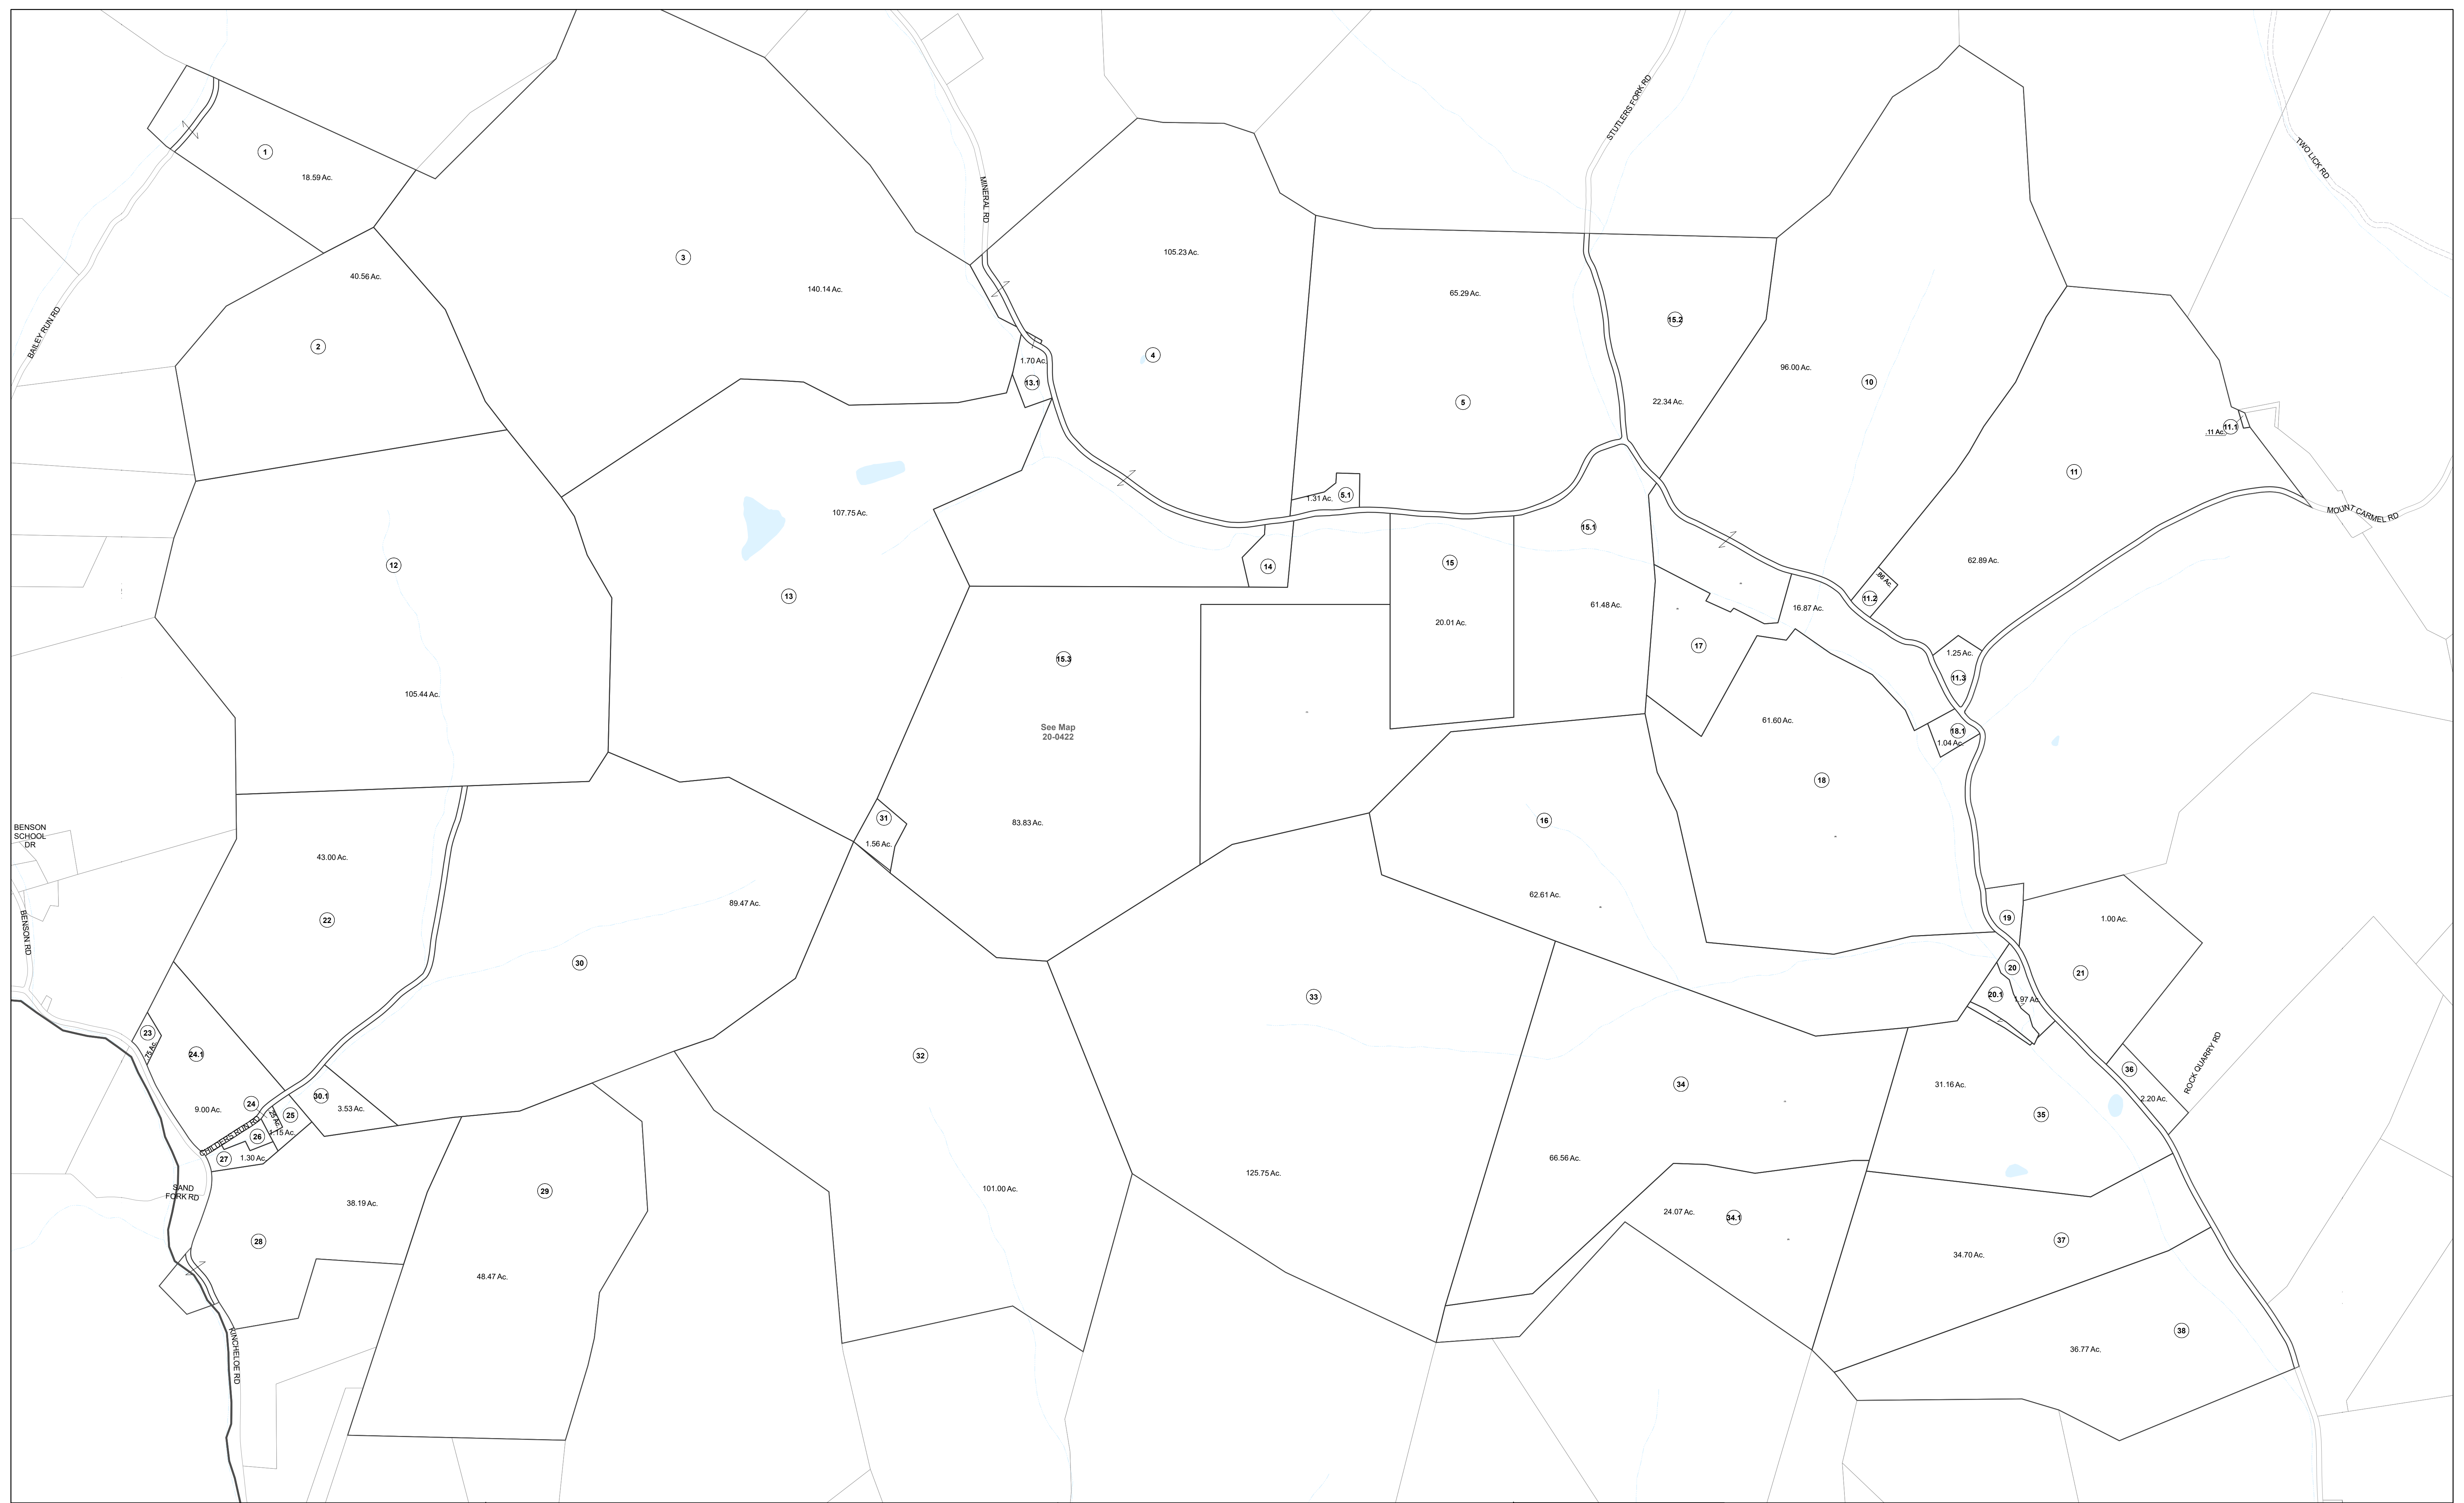 STUTLERS FORK RD
TWO LICK RD
1
18.59 Ac.
MINERAL RD
3
140.14 Ac.
105.23 Ac.
4
65.29 Ac.
5
15.2
22.34 Ac.
96.00 Ac.
10
40.56 Ac.
2
BAILEY RUN RD
1.70 Ac.
13.1
11.1
.11 Ac.
11
62.89 Ac.
MOUNT CARMEL RD
107.75 Ac.
13
12
105.44 Ac.
5.1
1.31 Ac.
14
15
20.01 Ac.
15.1
61.48 Ac.
16.87 Ac.
17
.86 Ac.
11.2
1.25 Ac.
11.3
15.3
See Map
20-0422
83.83 Ac.
61.60 Ac.
18
18.1
1.04 Ac.
31
1.56 Ac.
16
62.61 Ac.
BENSON
SCHOOL
DR
43.00 Ac.
22
BENSON RD
89.47 Ac.
30
19
1.00 Ac.
20
21
20.1
1.97 Ac.
33
125.75 Ac.
32
101.00 Ac.
34
66.56 Ac.
31.16 Ac.
35
36
2.20 Ac.
ROCK QUARRY RD
23
.75 Ac.
24.1
9.00 Ac.
24
CHILDERS RUN RD
25
26
1.15 Ac.
27
1.30 Ac.
30.1
3.53 Ac.
SAND
FORK RD
38.19 Ac.
28
29
48.47 Ac.
24.07 Ac.
34.1
37
34.70 Ac.
38
36.77 Ac.
KINCHELOE RD